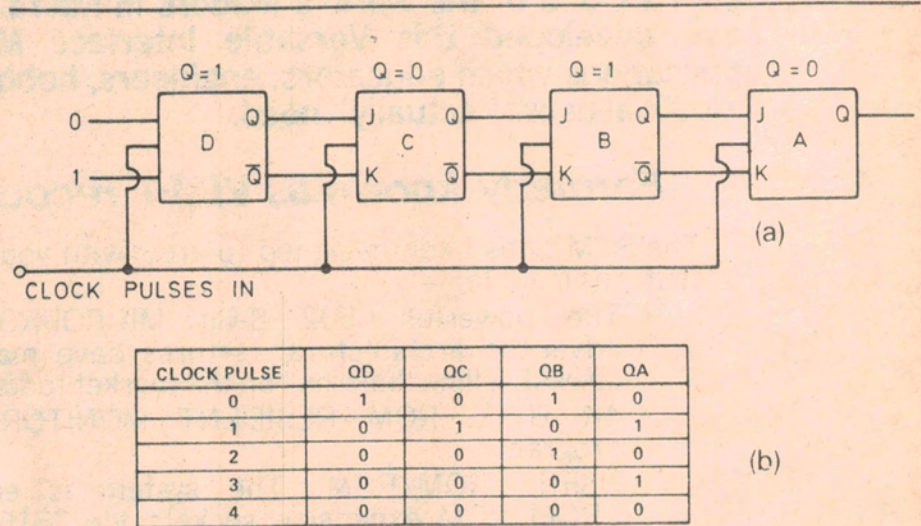 Q = 1 Q = 0 Q = 1 Q = 0
0 Q J Q J Q J Q
D C B A
1 Q̅ K Q̅ K Q̅ K
(a)
CLOCK PULSES IN
CLOCK PULSE QD QC QB QA
0 1 0 1 0
1 0 1 0 1
2 0 0 1 0
3 0 0 0 1
4 0 0 0 0
(b)